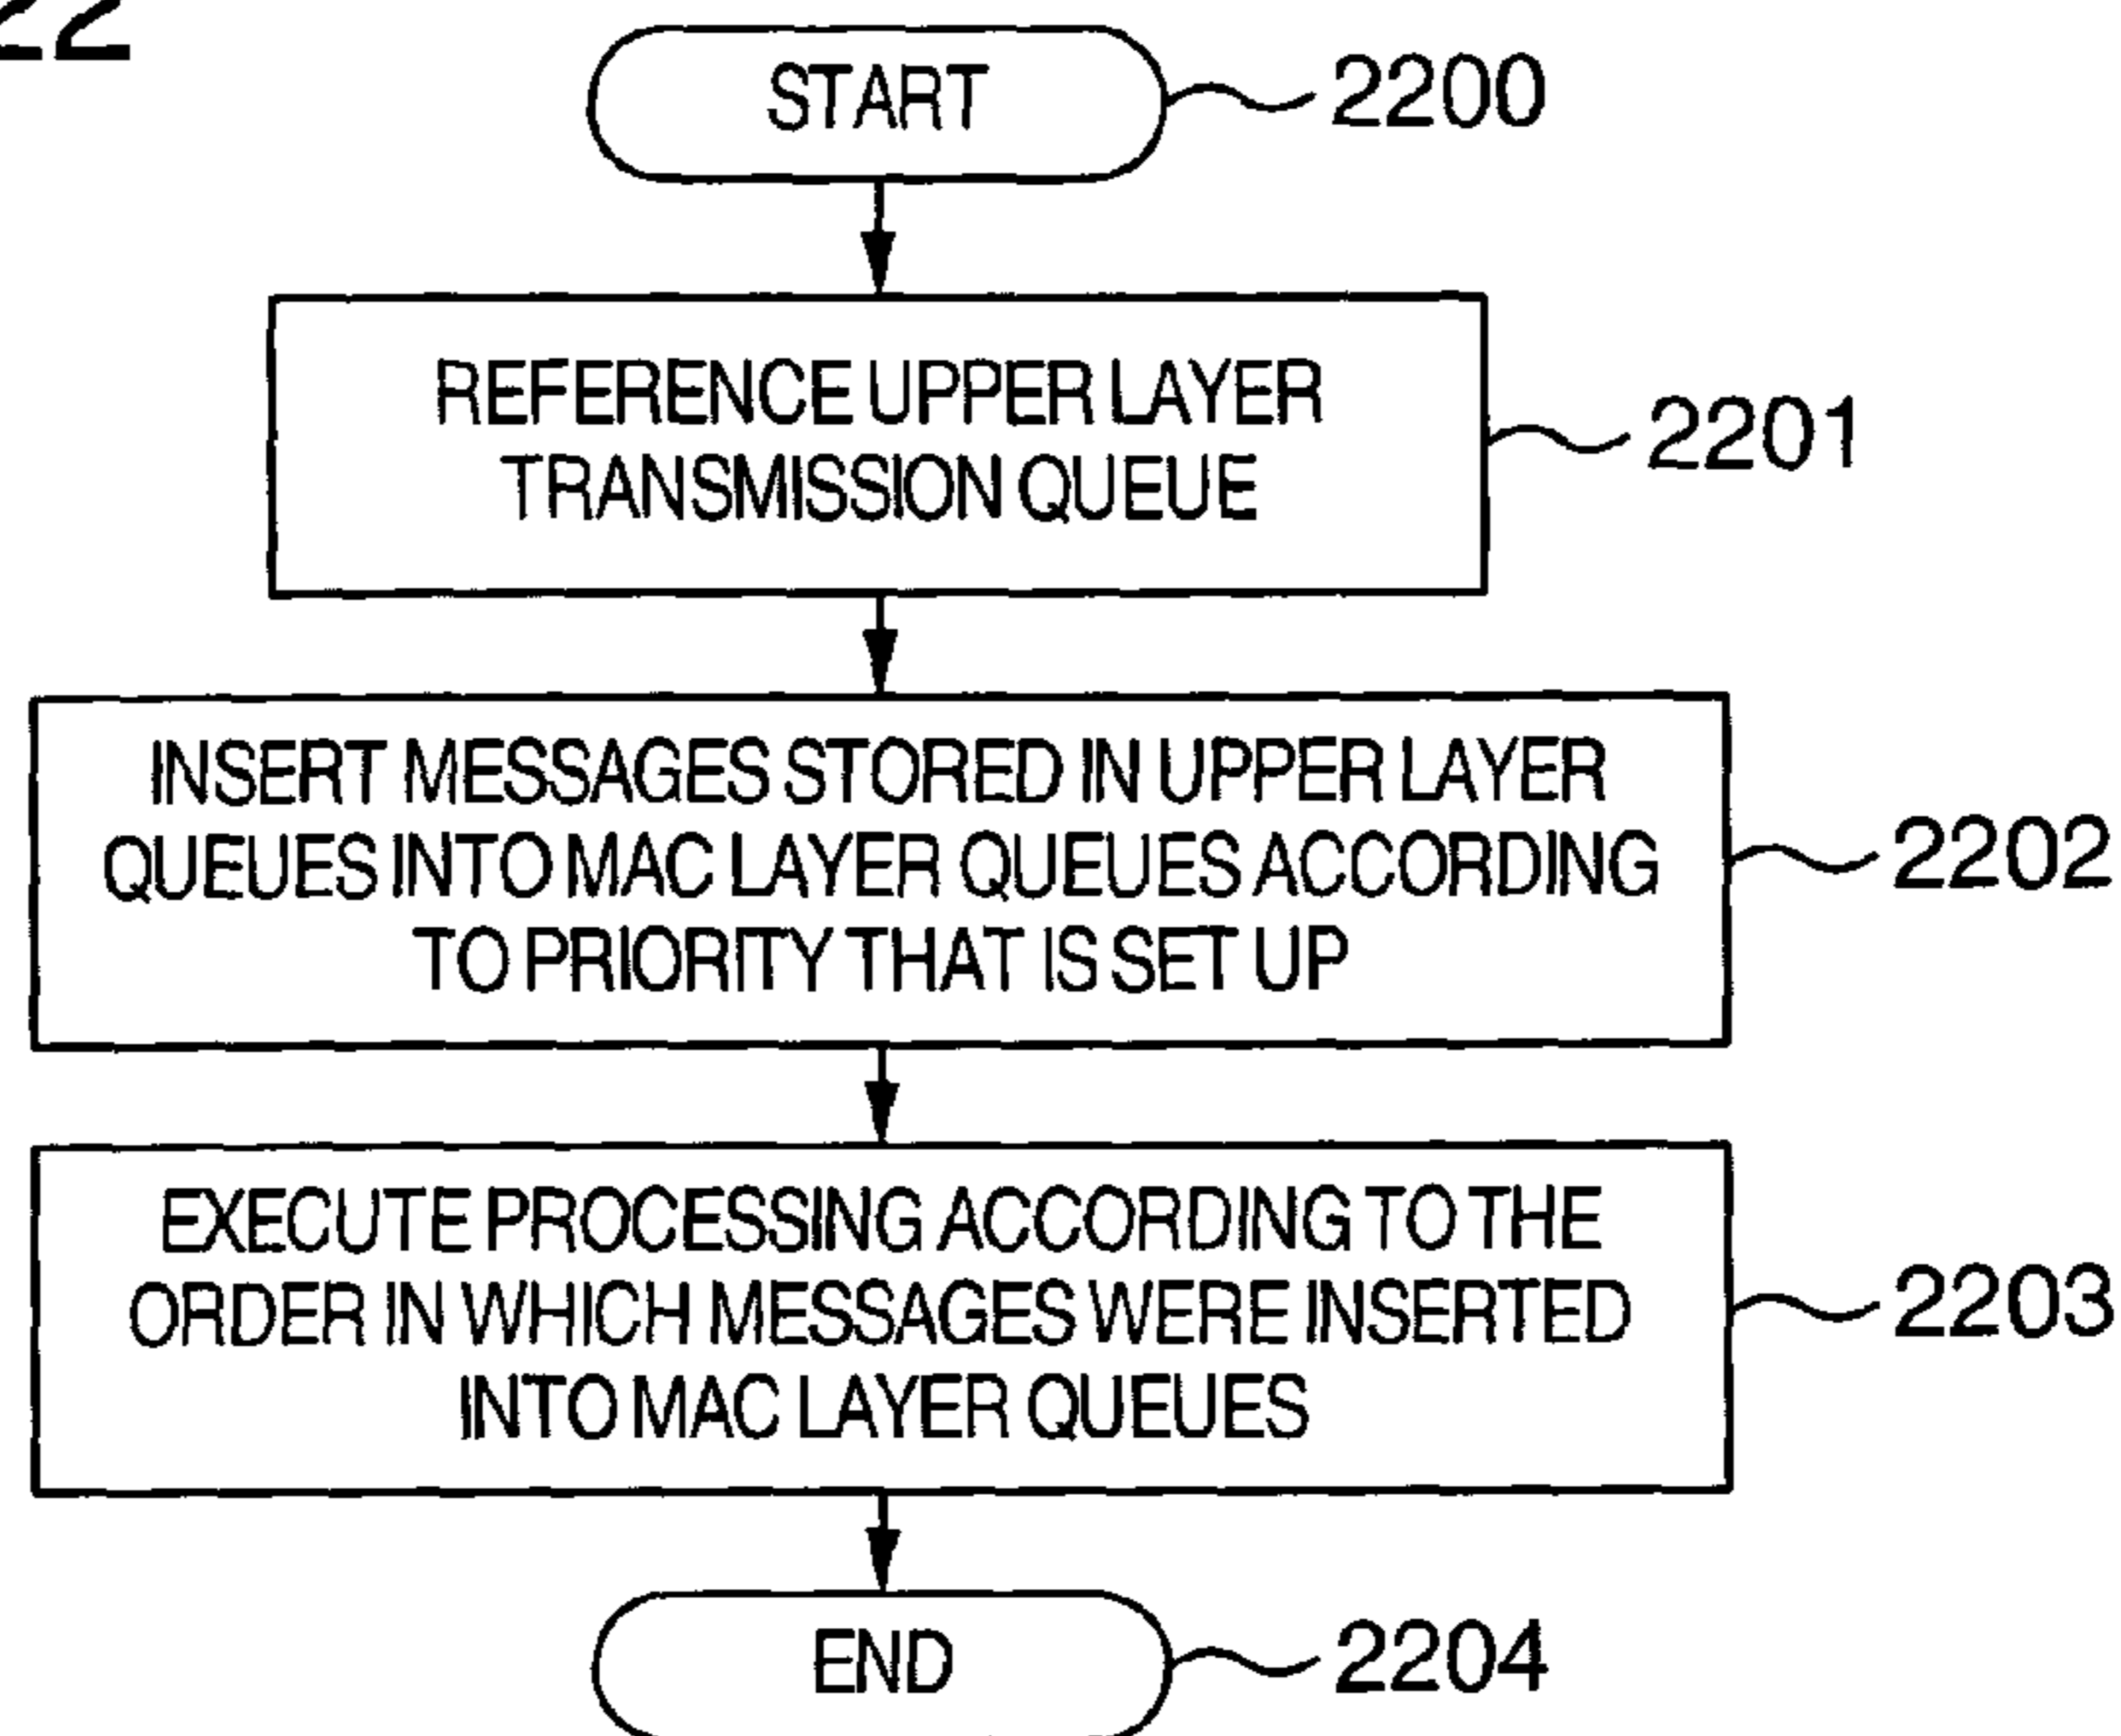 22
START
2200
REFERENCE UPPER LAYER
TRANSMISSION QUEUE
2201
INSERT MESSAGES STORED IN UPPER LAYER
QUEUES INTO MAC LAYER QUEUES ACCORDING
TO PRIORITY THAT IS SET UP
2202
EXECUTE PROCESSING ACCORDING TO THE
ORDER IN WHICH MESSAGES WERE INSERTED
INTO MAC LAYER QUEUES
2203
END
2204